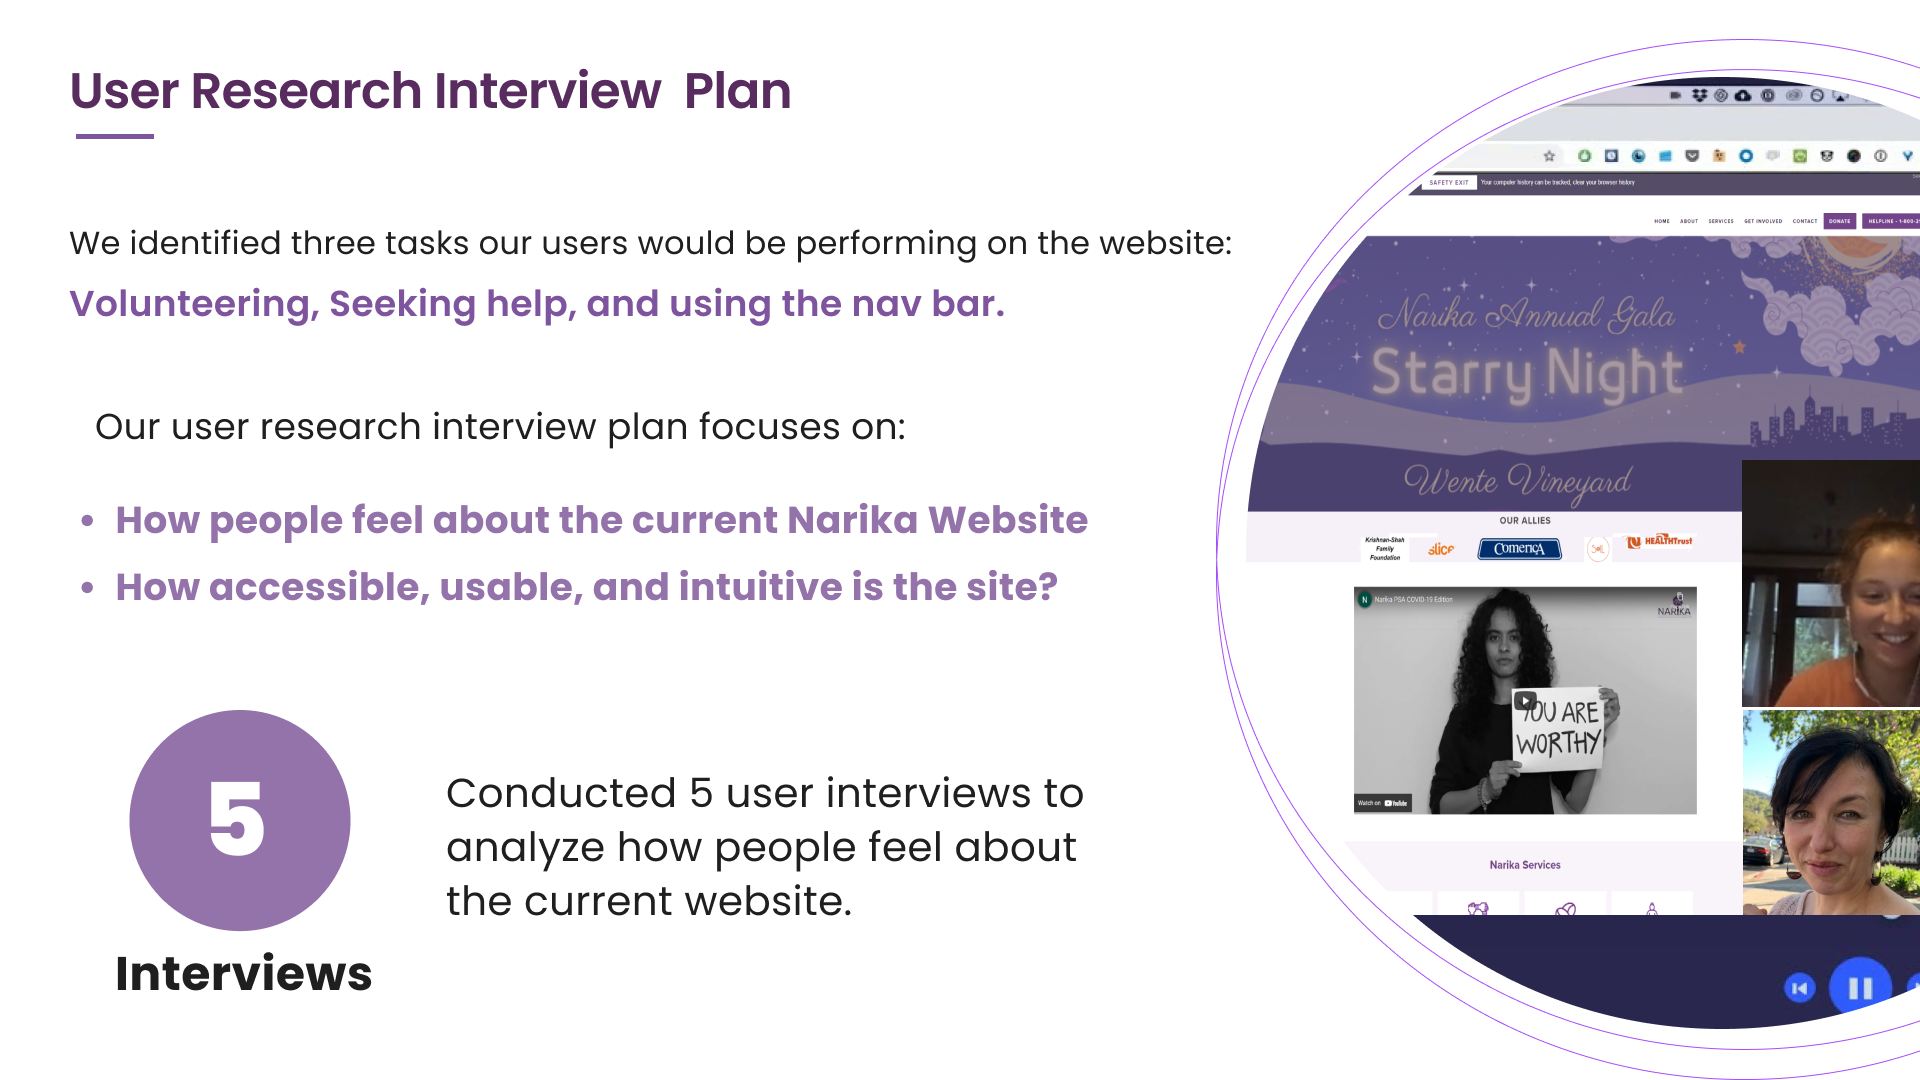 User Research Interview Plan
We identified three tasks our users would be performing on the website:
Volunteering, Seeking help, and using the nav bar.
Our user research interview plan focuses on:
• How people feel about the current Narika Website
• How accessible, usable, and intuitive is the site?
5
Interviews
Conducted 5 user interviews to
analyze how people feel about
the current website.
SAFETY EXIT Your computer history can be tracked, clear your browser history
HOME ABOUT SERVICES GET INVOLVED CONTACT DONATE HELPLINE - 1-800-
Narika Annual Gala
Starry Night
Wente Vineyard
OUR ALLIES
Krishnan-Shah
Family
Foundation
slice
Comerica
SOIL
HEALTHTrust
N Narika PSA COVID-19 Edition
NARIKA
YOU ARE
WORTHY
Watch on YouTube
Narika Services